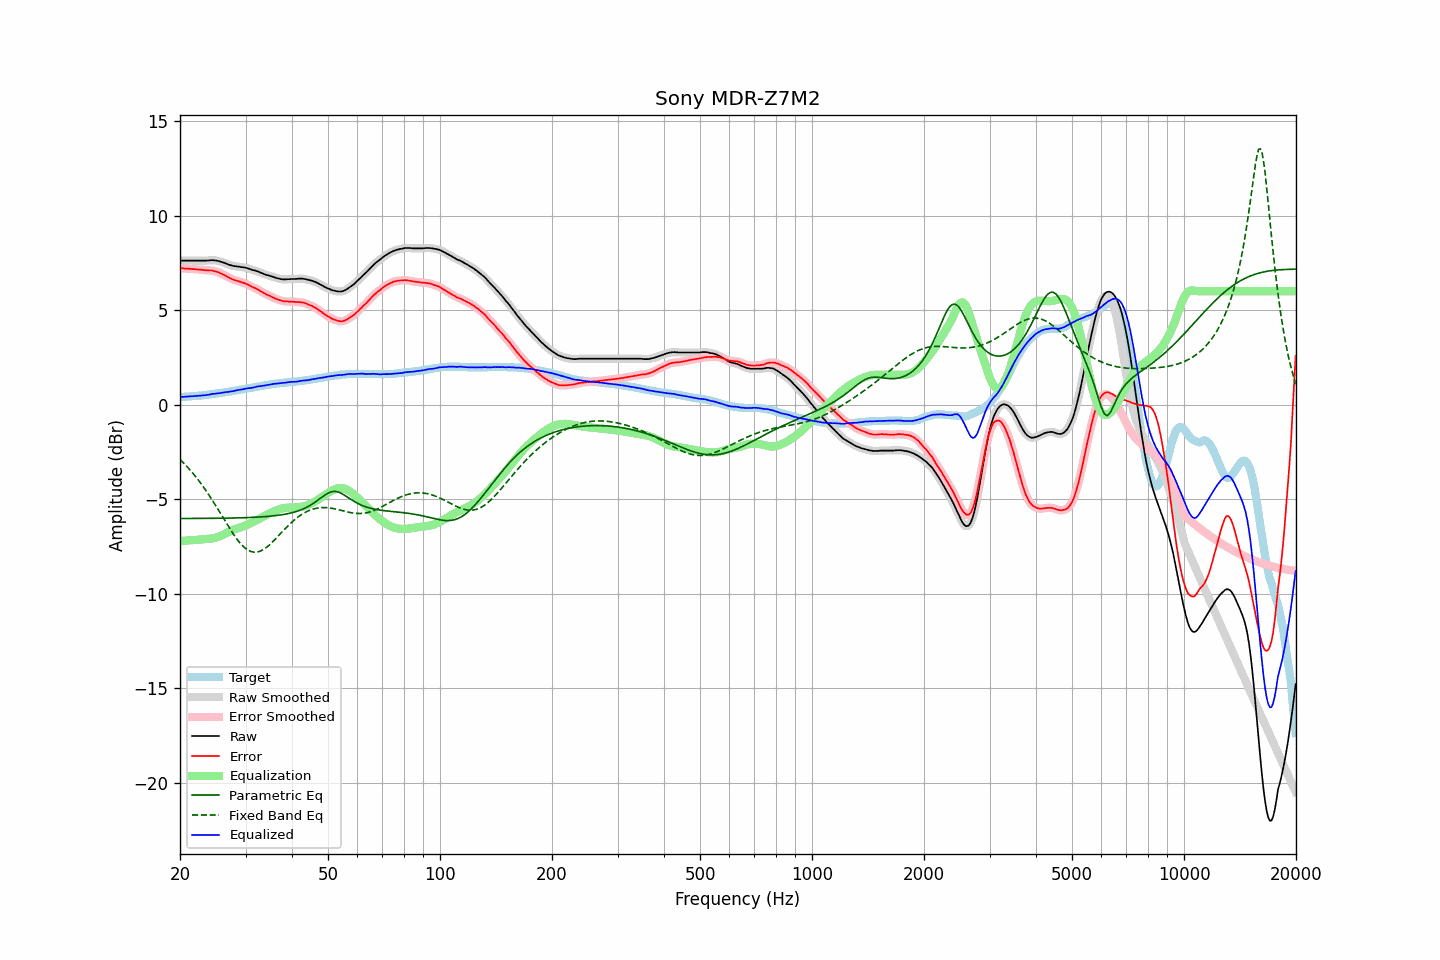 Sony MDR-Z7M2
15
10
5
0
−5
−10
−15
−20
Amplitude (dBr)
Target
Raw Smoothed
Error Smoothed
Raw
Error
Equalization
Parametric Eq
Fixed Band Eq
Equalized
20 50 100 200 500 1000 2000 5000 10000 20000
Frequency (Hz)